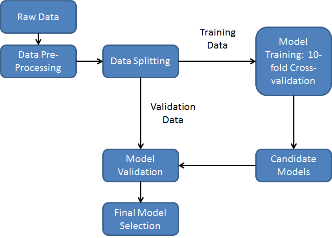 Raw Data
Data Pre-
Processing
Data Splitting
Training
Data
Model
Training: 10-
fold Cross-
validation
Validation
Data
Model
Validation
Candidate
Models
Final Model
Selection